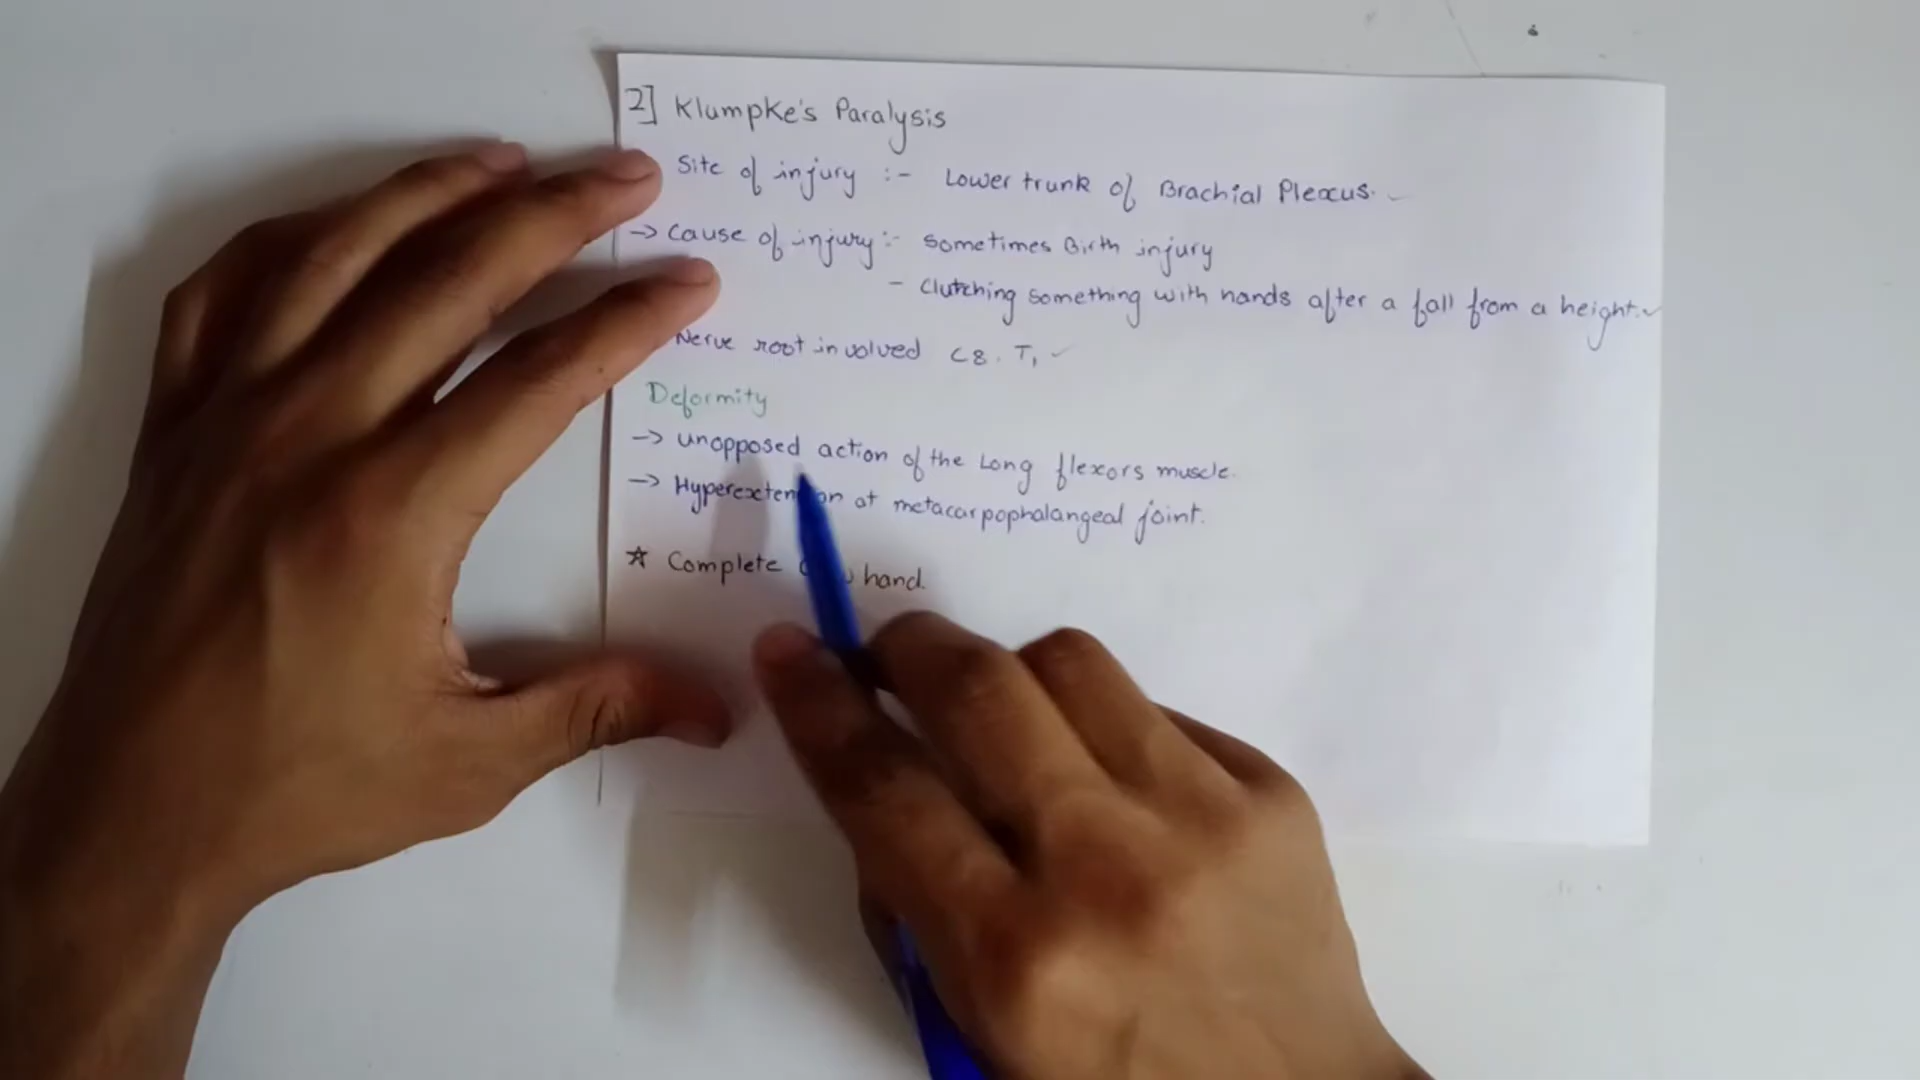 2] Klumpke's Paralysis
Site of injury :- Lower trunk of Brachial Plexus.
→ Cause of injury :- Sometimes Birth injury
- Clutching something with hands after a fall from a height.
Nerve root involved C8. T1
Deformity
→ unopposed action of the Long flexors muscle.
→ Hyperextension at metacarpophalangeal joint.
☆ Complete hand.